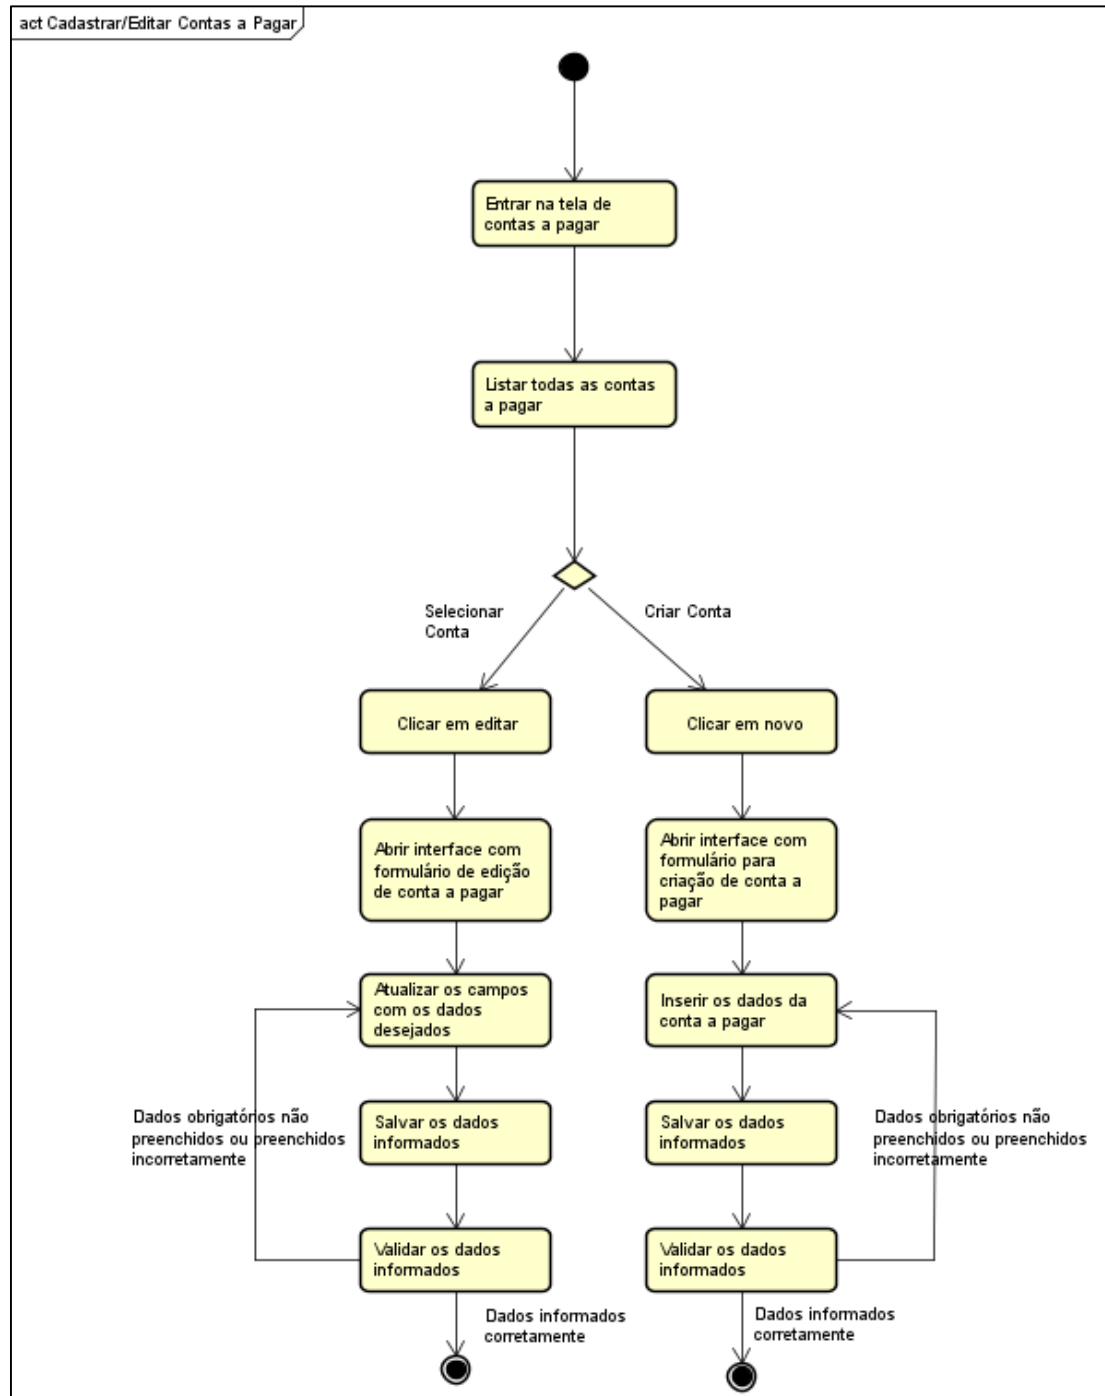 act Cadastrar/Editar Contas a Pagar
Entrar na tela de
contas a pagar
Listar todas as contas
a pagar
Selecionar
Conta
Criar Conta
Clicar em editar
Clicar em novo
Abrir interface com
formulário de edição
de conta a pagar
Abrir interface com
formulário para
criação de conta a
pagar
Atualizar os campos
com os dados
desejados
Inserir os dados da
conta a pagar
Dados obrigatórios não
preenchidos ou preenchidos
incorretamente
Salvar os dados
informados
Salvar os dados
informados
Dados obrigatórios não
preenchidos ou preenchidos
incorretamente
Validar os dados
informados
Validar os dados
informados
Dados informados
corretamente
Dados informados
corretamente